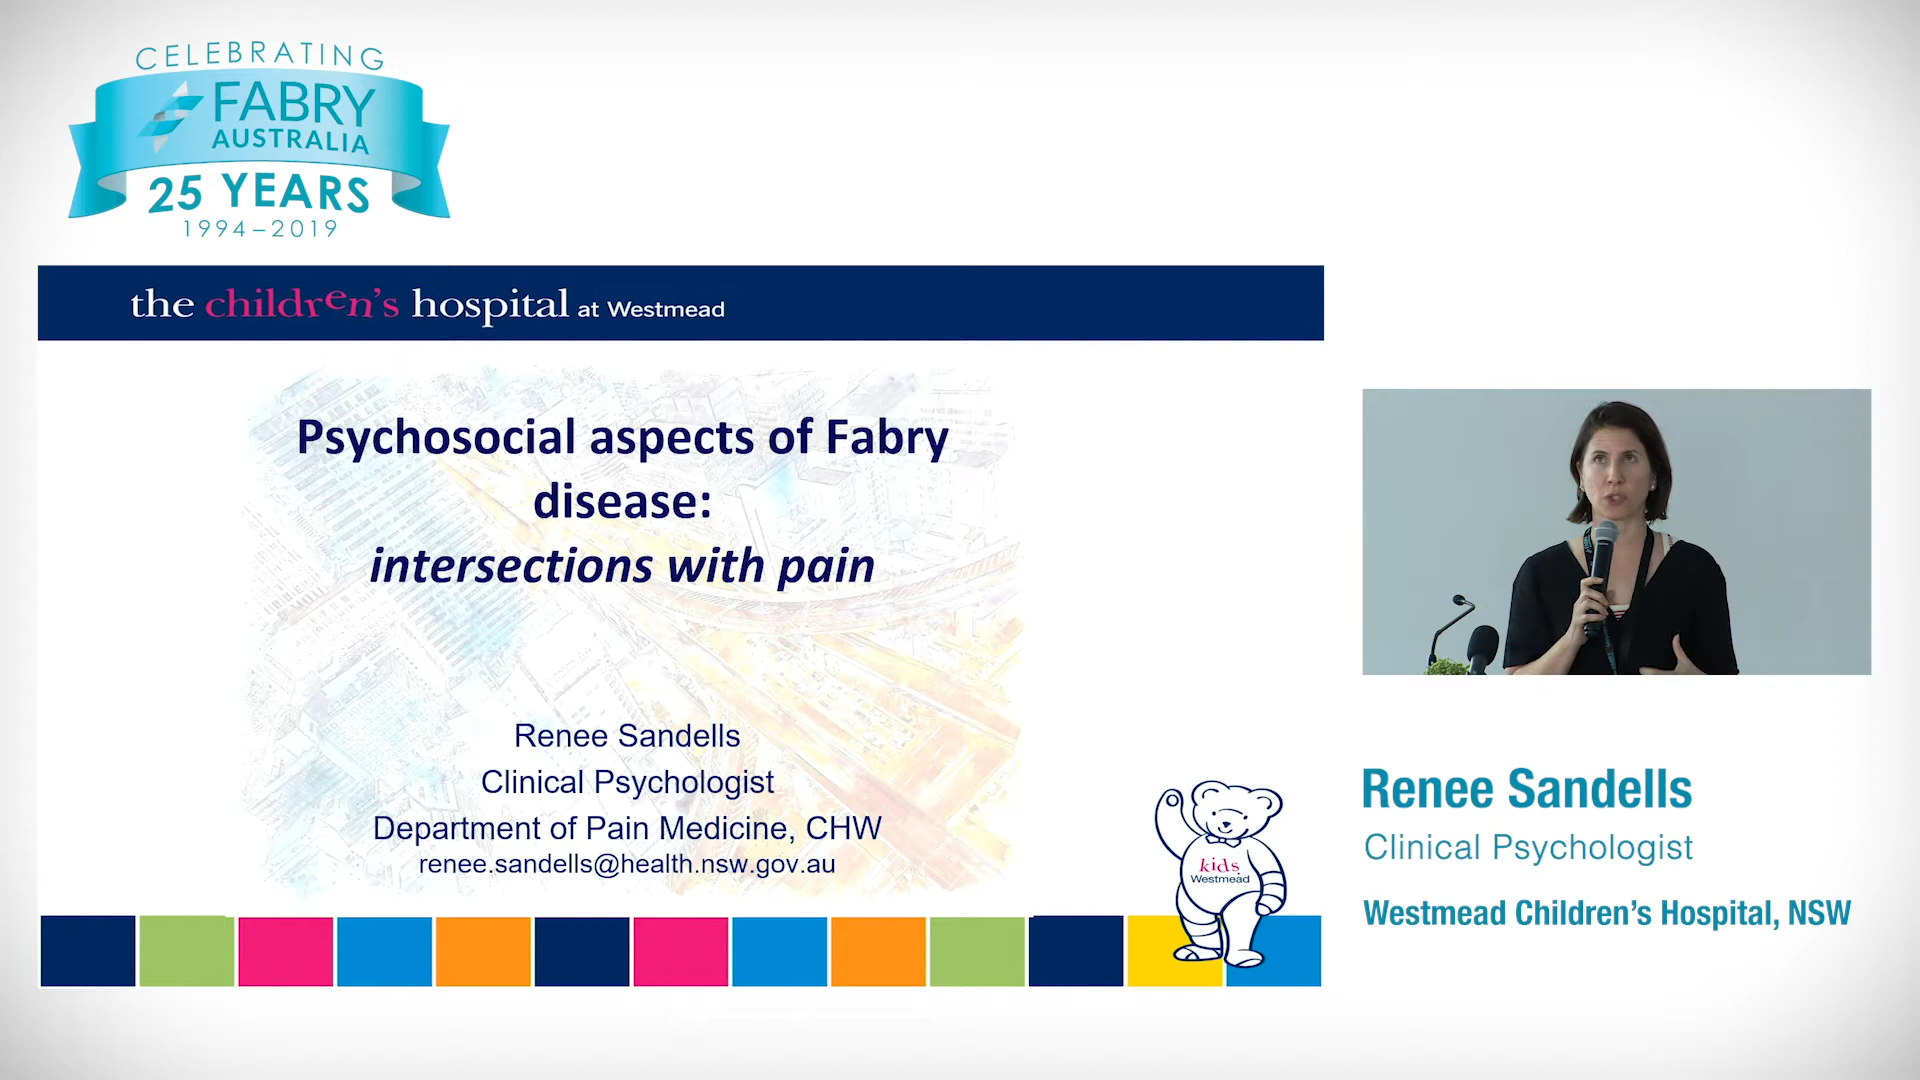 CELEBRATING
FABRY
AUSTRALIA
25 YEARS
1994–2019
the children's hospital at Westmead
Psychosocial aspects of Fabry
disease:
intersections with pain
Renee Sandells
Clinical Psychologist
Department of Pain Medicine, CHW
renee.sandells@health.nsw.gov.au
kids
Westmead
Renee Sandells
Clinical Psychologist
Westmead Children's Hospital, NSW